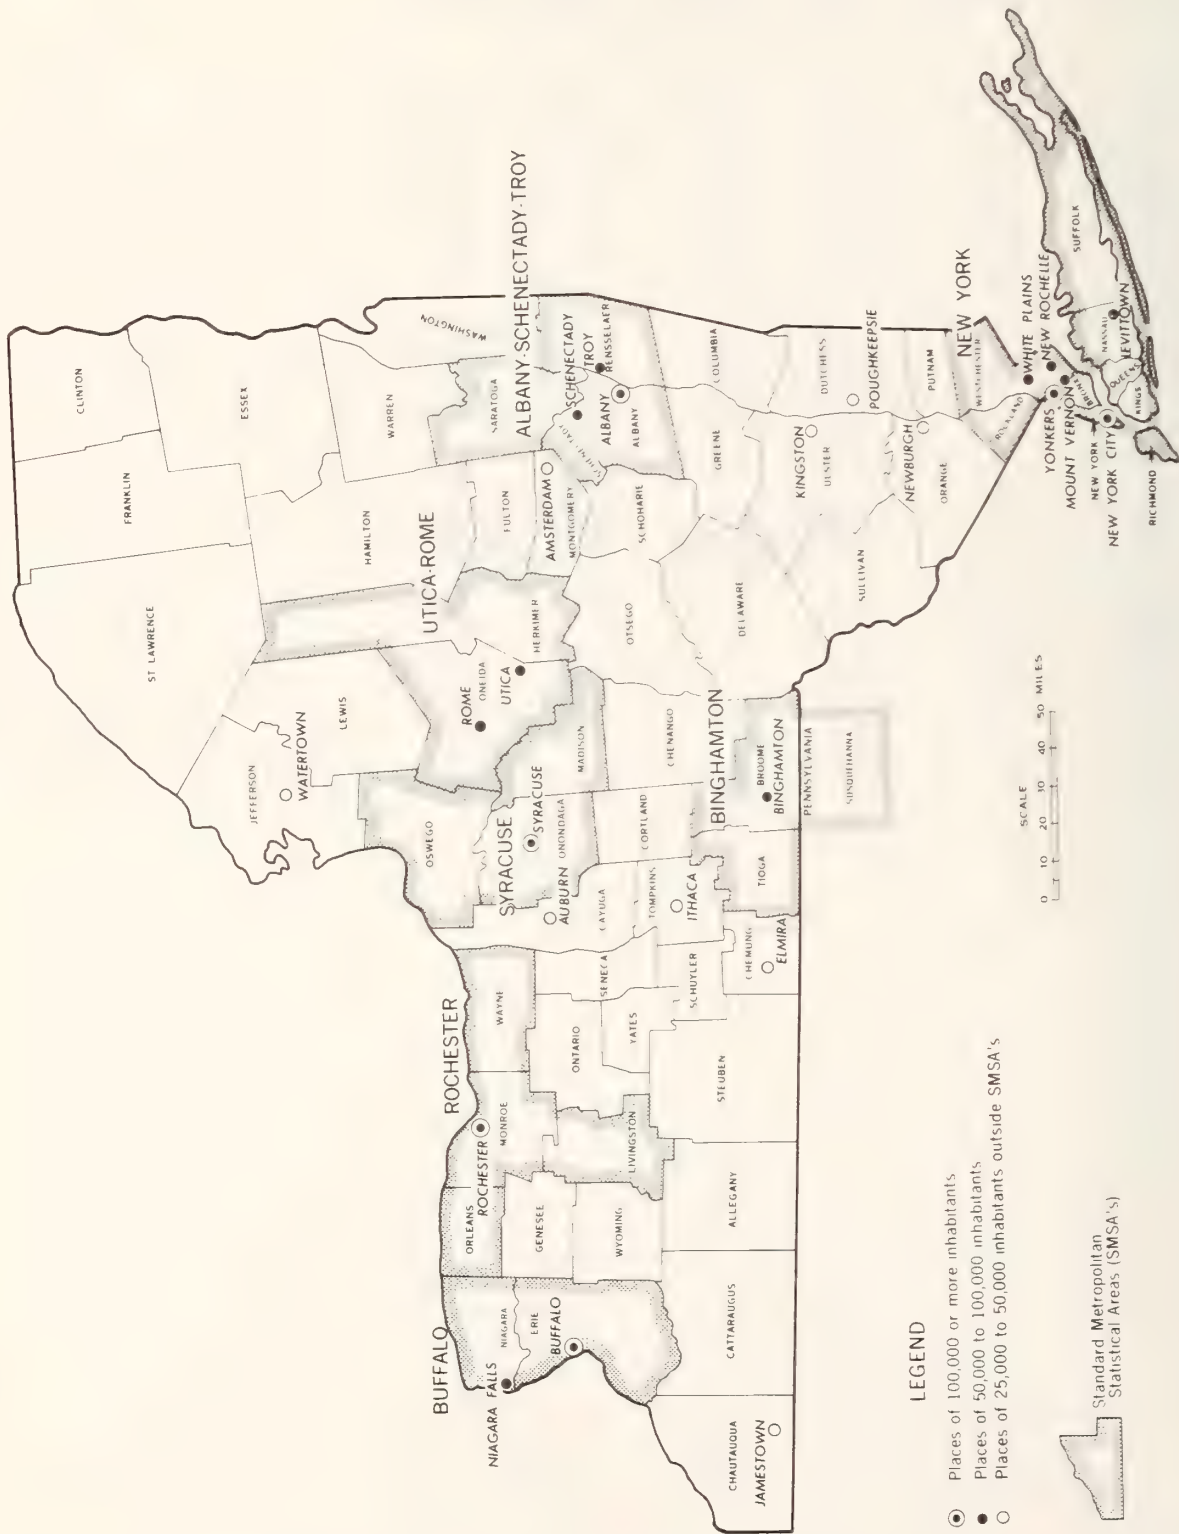 CLINTON
FRANKLIN
ST LAWRENCE
ESSEX
JEFFERSON
WATERTOWN
LEWIS
HAMILTON
WARREN
WASHINGTON
UTICA-ROME
HERKIMER
ONEIDA
ROME
UTICA
FULTON
SARATOGA
ALBANY-SCHENECTADY-TROY
OSWEGO
SYRACUSE
SYRACUSE
ONONDAGA
MADISON
AUBURN
CAYUGA
AMSTERDAM
MONTGOMERY
SCHENECTADY
SCHENECTADY
TROY
RENSSELAER
ALBANY
ALBANY
SCHOHARIE
OTSEGO
ROCHESTER
WAYNE
MONROE
ROCHESTER
ORLEANS
BUFFALO
NIAGARA
NIAGARA FALLS
ERIE
BUFFALO
GENESEE
WYOMING
LIVINGSTON
ONTARIO
YATES
SENECA
SCHUYLER
TOMPKINS
ITHACA
CORTLAND
CHENANGO
BINGHAMTON
BROOME
BINGHAMTON
TIOGA
CHEMUNG
ELMIRA
STEUBEN
ALLEGANY
CATTARAUGUS
CHAUTAUQUA
JAMESTOWN
PENNSYLVANIA
SUSQUEHANNA
DELAWARE
GREENE
COLUMBIA
KINGSTON
ULSTER
DUTCHESS
POUGHKEEPSIE
SULLIVAN
NEWBURGH
ORANGE
PUTNAM
NEW YORK
WESTCHESTER
ROCKLAND
WHITE PLAINS
NEW ROCHELLE
YONKERS
MOUNT VERNON
NEW YORK
NEW YORK CITY
BRONX
QUEENS
KINGS
RICHMOND
NASSAU
LEVITTOWN
SUFFOLK
SCALE
0 10 20 30 40 50 MILES
LEGEND
Places of 100,000 or more inhabitants
Places of 50,000 to 100,000 inhabitants
Places of 25,000 to 50,000 inhabitants outside SMSA's
Standard Metropolitan
Statistical Areas (SMSA's)